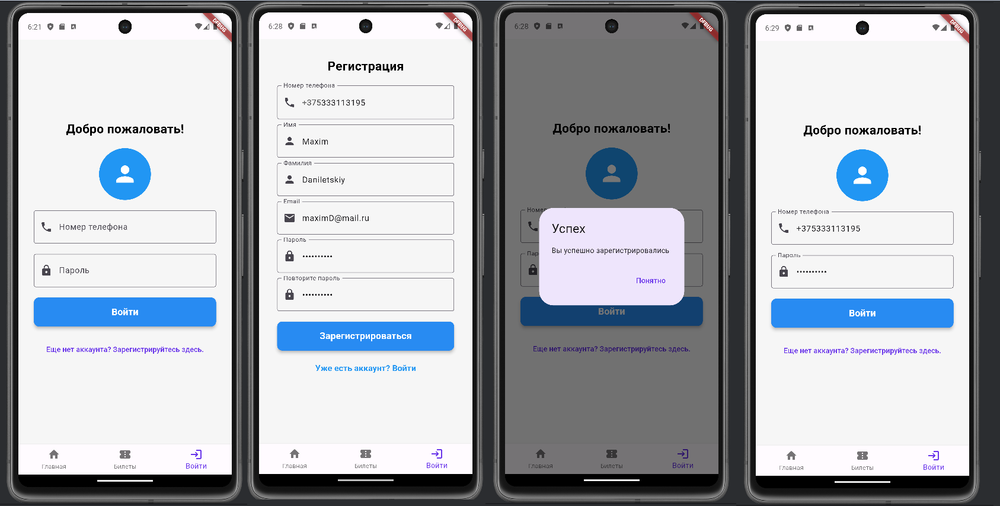 6:21
DEBUG
Добро пожаловать!
Номер телефона
Пароль
Войти
Еще нет аккаунта? Зарегистрируйтесь здесь.
Главная
Билеты
Войти
6:28
DEBUG
Регистрация
Номер телефона
+375333113195
Имя
Maxim
Фамилия
Daniletskiy
Email
maximD@mail.ru
Пароль
••••••••••
Повторите пароль
••••••••••
Зарегистрироваться
Уже есть аккаунт? Войти
Главная
Билеты
Войти
6:28
DEBUG
Добро пожаловать!
Успех
Вы успешно зарегистрировались
Понятно
Войти
Еще нет аккаунта? Зарегистрируйтесь здесь.
Главная
Билеты
Войти
6:29
DEBUG
Добро пожаловать!
Номер телефона
+375333113195
Пароль
••••••••••
Войти
Еще нет аккаунта? Зарегистрируйтесь здесь.
Главная
Билеты
Войти